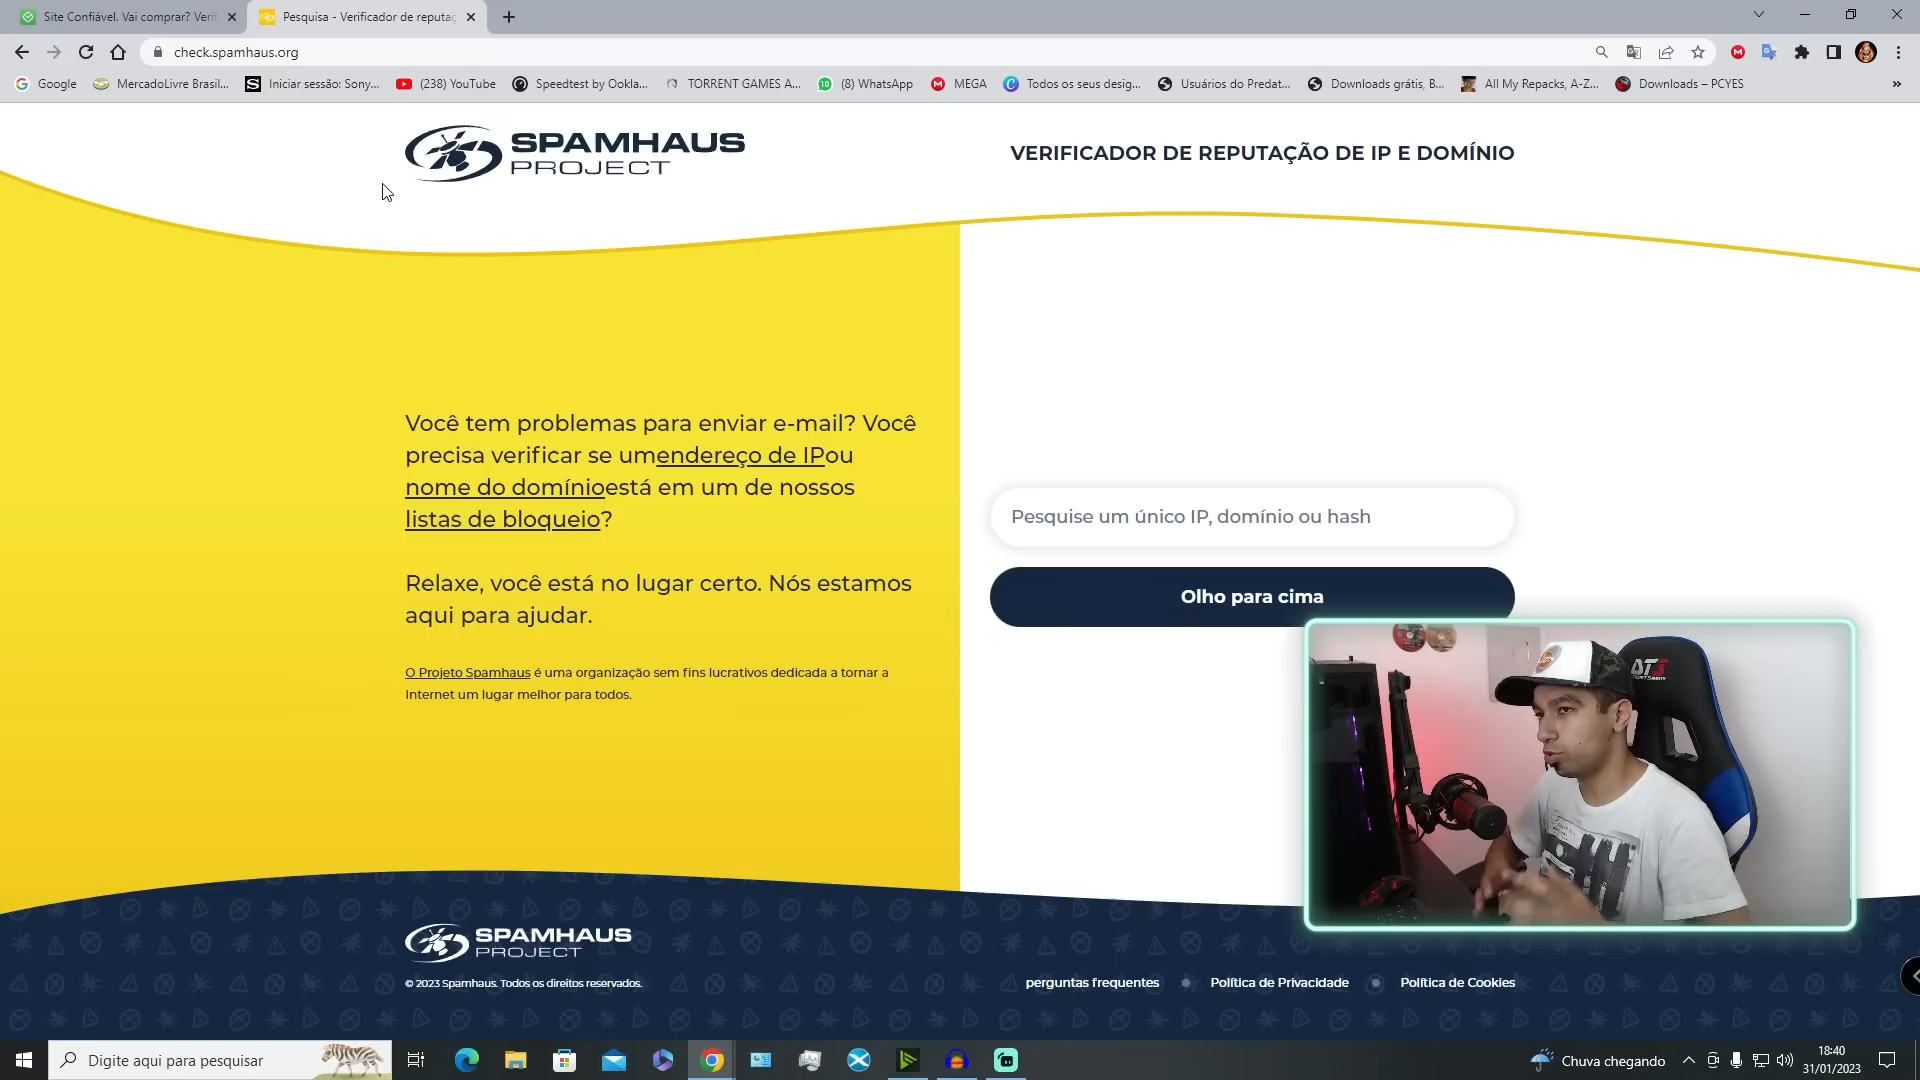 Site Confiável. Vai comprar? Verif
Pesquisa - Verificador de reputaç
check.spamhaus.org
Google
MercadoLivre Brasil...
Iniciar sessão: Sony...
(238) YouTube
Speedtest by Ookla...
TORRENT GAMES A...
(8) WhatsApp
MEGA
Todos os seus desig...
Usuários do Predat...
Downloads grátis, B...
All My Repacks, A-Z...
Downloads – PCYES
SPAMHAUS
PROJECT
VERIFICADOR DE REPUTAÇÃO DE IP E DOMÍNIO
Você tem problemas para enviar e-mail? Você
precisa verificar se umendereço de IPou
nome do domínioestá em um de nossos
listas de bloqueio?
Relaxe, você está no lugar certo. Nós estamos
aqui para ajudar.
O Projeto Spamhaus é uma organização sem fins lucrativos dedicada a tornar a
Internet um lugar melhor para todos.
Pesquise um único IP, domínio ou hash
Olho para cima
SPAMHAUS
PROJECT
© 2023 Spamhaus. Todos os direitos reservados.
perguntas frequentes
Política de Privacidade
Política de Cookies
Digite aqui para pesquisar
Chuva chegando
18:40
31/01/2023